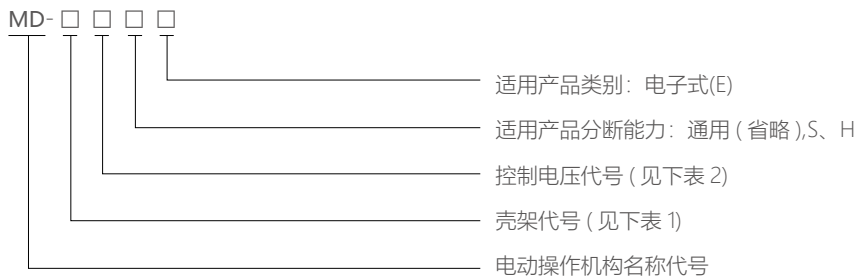 MD-□ □ □ □
适用产品类别：电子式(E)
适用产品分断能力：通用 ( 省略 ),S、H
控制电压代号 ( 见下表 2)
壳架代号 ( 见下表 1)
电动操作机构名称代号